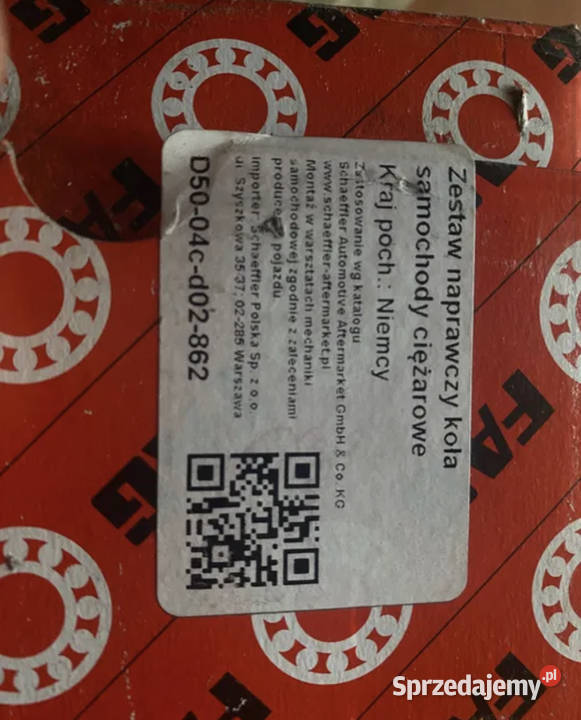 Zestaw naprawczy koła
samochody ciężarowe
Kraj poch.: Niemcy
Zastosowanie wg katalogu
Schaeffler Automotive Aftermarket GmbH & Co. KG
www.schaeffler-aftermarket.pl
Montaż w warsztatach mechaniki
samochodowej zgodnie z zaleceniami
producenta pojazdu
Importer: Schaeffler Polska Sp. z o.o.
ul. Szyszkowa 35/37, 02-285 Warszawa
D50-04c-d02-862
FAG
FAG
Sprzedajemy.pl